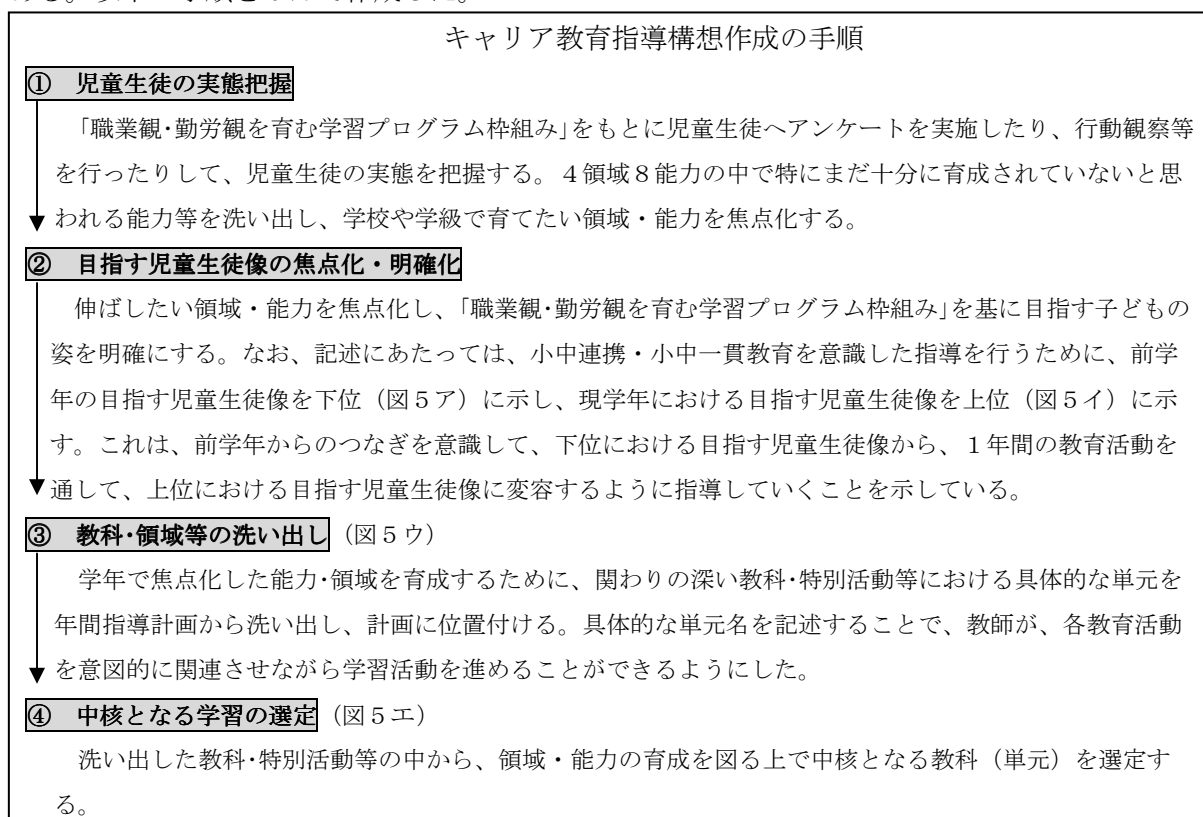 キャリア教育指導構想作成の手順
① 児童生徒の実態把握
「職業観･勤労観を育む学習プログラム枠組み」をもとに児童生徒へアンケートを実施したり、行動観察等
を行ったりして、児童生徒の実態を把握する。４領域８能力の中で特にまだ十分に育成されていないと思
われる能力等を洗い出し、学校や学級で育てたい領域・能力を焦点化する。
② 目指す児童生徒像の焦点化・明確化
伸ばしたい領域・能力を焦点化し、「職業観･勤労観を育む学習プログラム枠組み」を基に目指す子どもの
姿を明確にする。なお、記述にあたっては、小中連携・小中一貫教育を意識した指導を行うために、前学
年の目指す児童生徒像を下位（図５ア）に示し、現学年における目指す児童生徒像を上位（図５イ）に示
す。これは、前学年からのつなぎを意識して、下位における目指す児童生徒像から、１年間の教育活動を
通して、上位における目指す児童生徒像に変容するように指導していくことを示している。
③ 教科･領域等の洗い出し（図５ウ）
学年で焦点化した能力･領域を育成するために、関わりの深い教科･特別活動等における具体的な単元を
年間指導計画から洗い出し、計画に位置付ける。具体的な単元名を記述することで、教師が、各教育活動
を意図的に関連させながら学習活動を進めることができるようにした。
④ 中核となる学習の選定（図５エ）
洗い出した教科･特別活動等の中から、領域・能力の育成を図る上で中核となる教科（単元）を選定す
る。